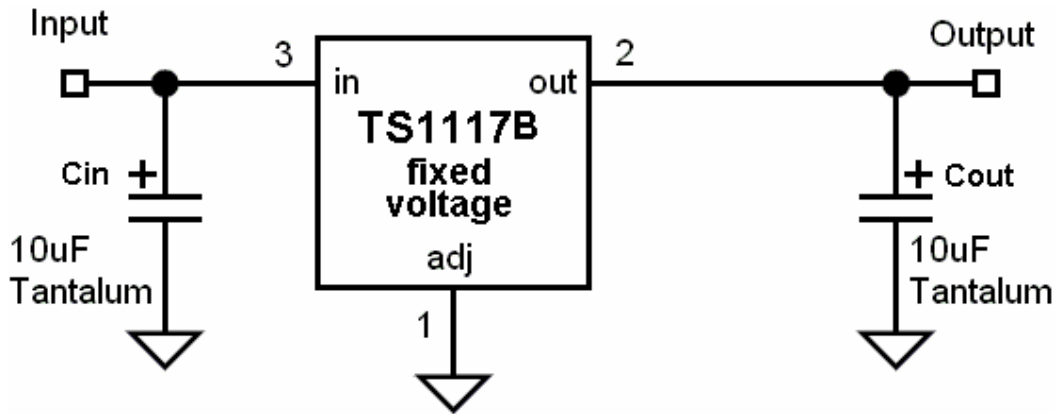 Input
Output
3
2
in
out
TS1117B
fixed
voltage
adj
1
Cin +
10uF
Tantalum
+ Cout
10uF
Tantalum